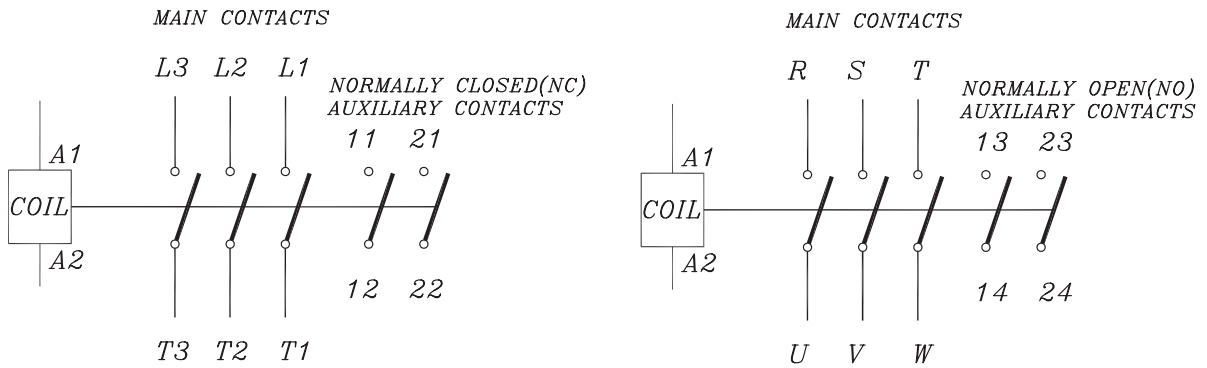 MAIN CONTACTS
L3 L2 L1
NORMALLY CLOSED(NC)
AUXILIARY CONTACTS
11 21
A1
COIL
A2
12 22
T3 T2 T1
MAIN CONTACTS
R S T
NORMALLY OPEN(NO)
AUXILIARY CONTACTS
13 23
A1
COIL
A2
14 24
U V W